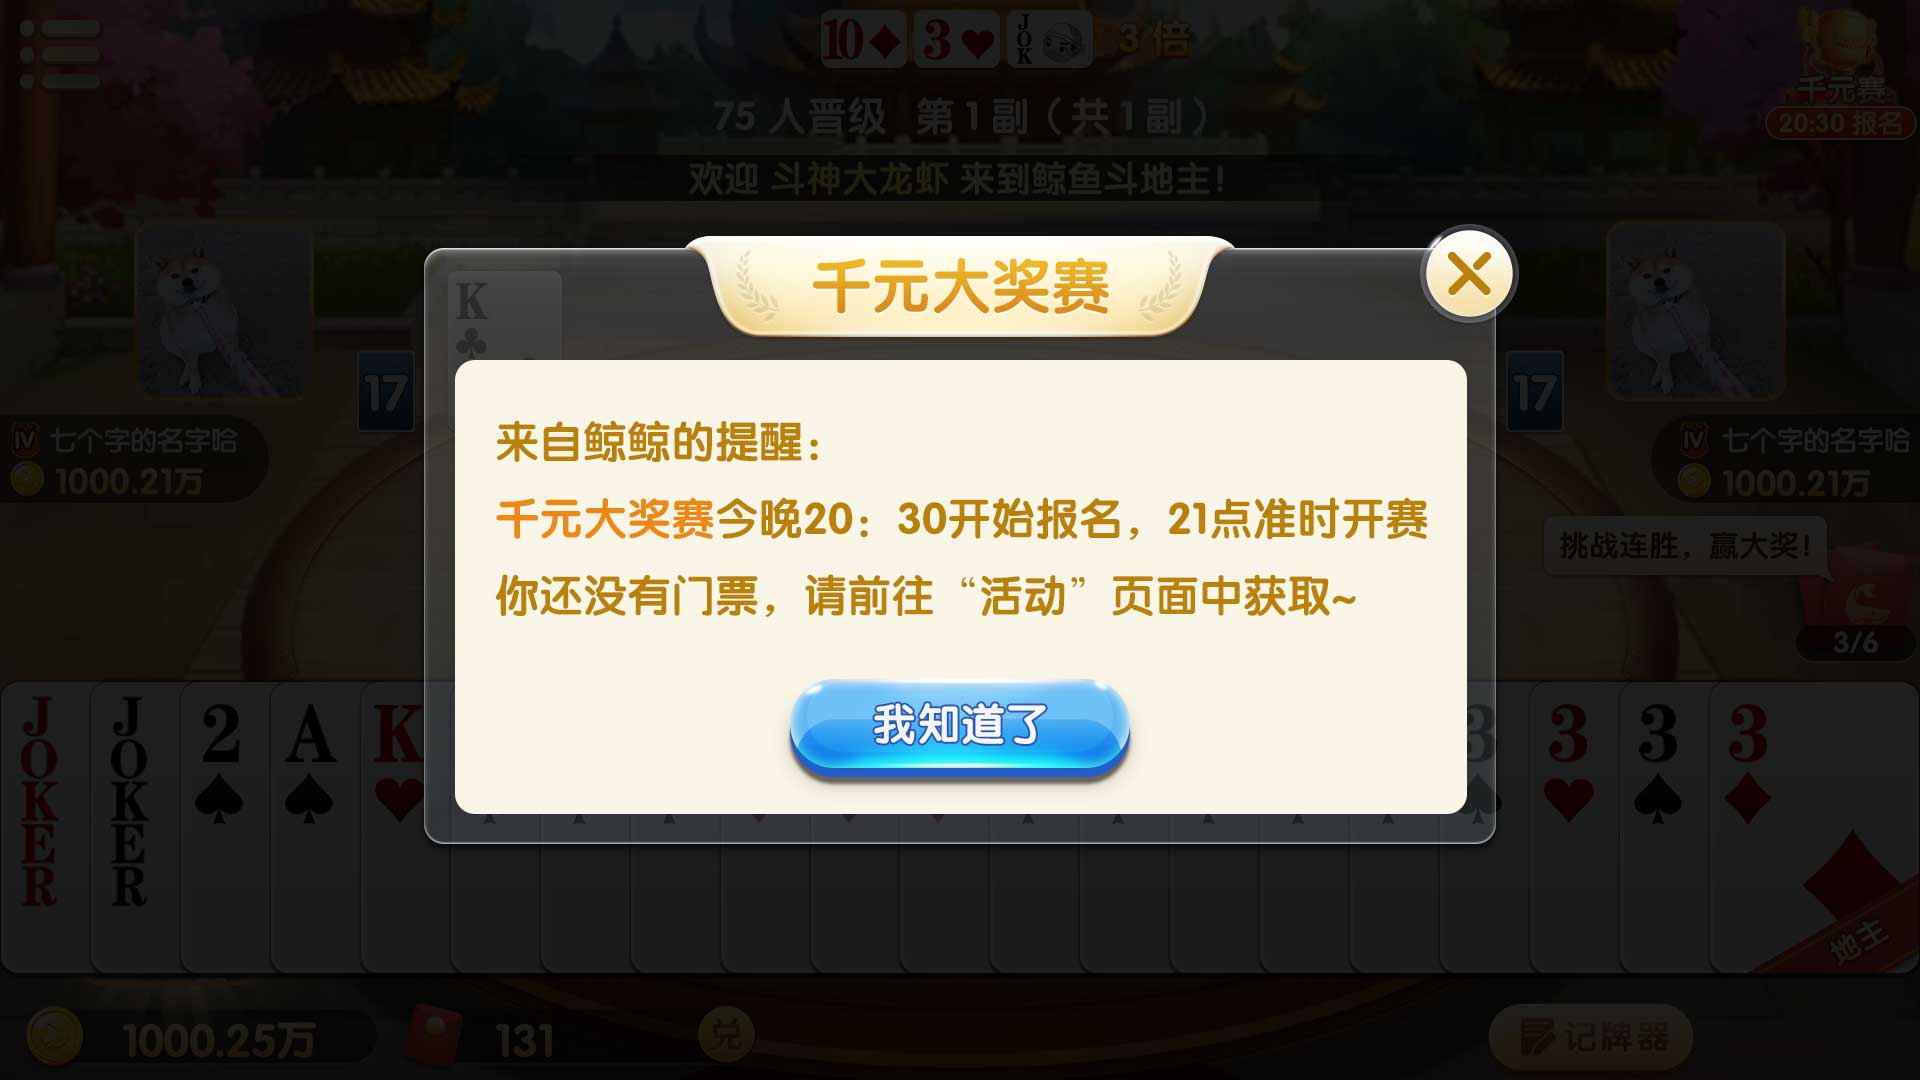 10 3 JOK 3倍
千元赛
20:30 报名
75 人晋级 第1副（共1副）
欢迎 斗神大龙虾 来到鲸鱼斗地主！
千元大奖赛
K
17
17
IV 七个字的名字哈
1000.21万
IV 七个字的名字哈
1000.21万
来自鲸鲸的提醒：
千元大奖赛今晚20：30开始报名，21点准时开赛
你还没有门票，请前往“活动”页面中获取~
挑战连胜，赢大奖！
3/6
我知道了
JOKER JOKER 2 A K 3 3 3 3
地主
1000.25万
131
兑
记牌器